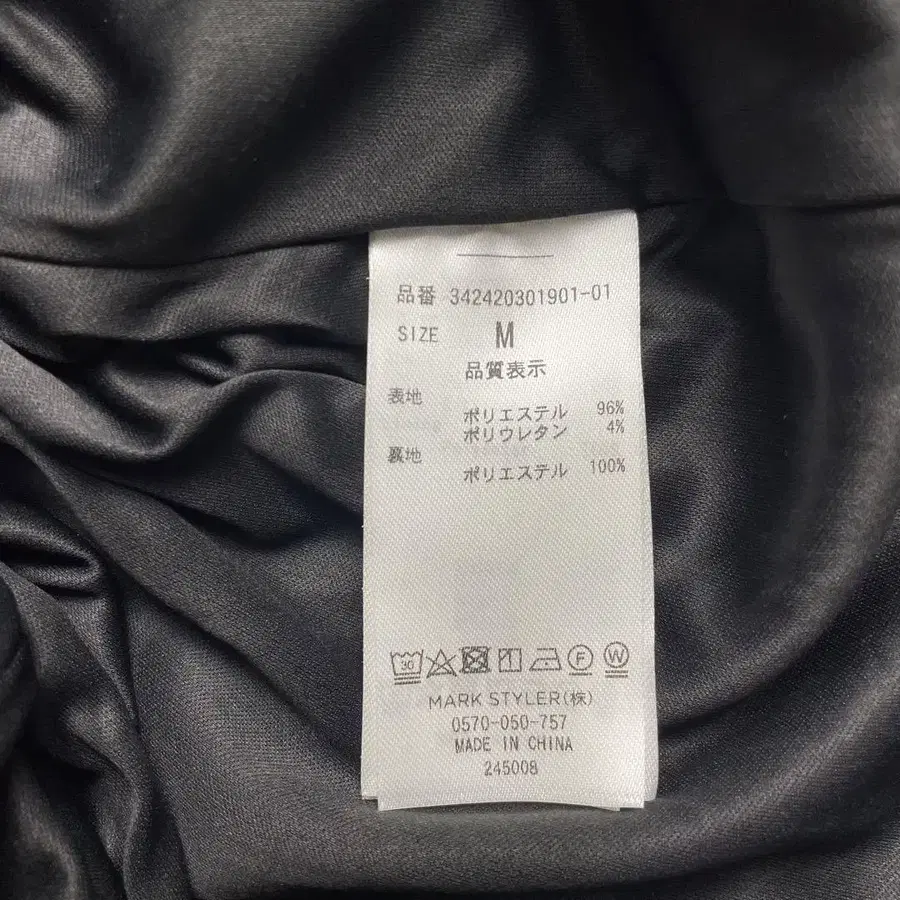 品番 342420301901-01
SIZE M
品質表示
表地
ポリエステル 96%
ポリウレタン 4%
裏地
ポリエステル 100%
30 F W
MARK STYLER(株)
0570-050-757
MADE IN CHINA
245008